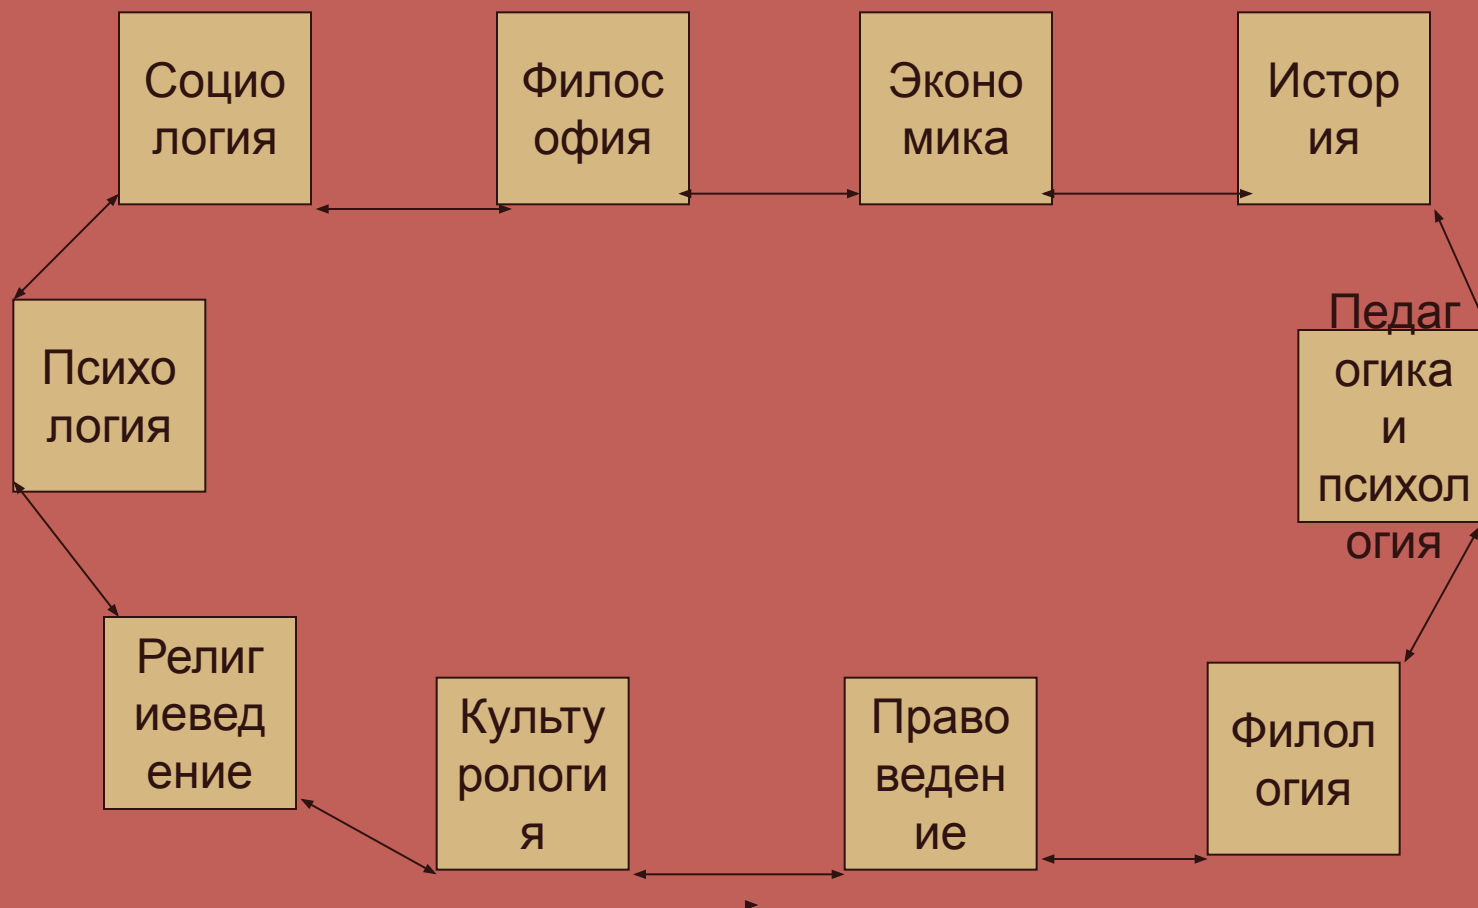 Социо
логия
Филос
офия
Эконо
мика
Истор
ия
Психо
логия
Педаг
огика
и
психол
огия
Религ
иевед
ение
Культу
рологи
я
Право
веден
ие
Филол
огия